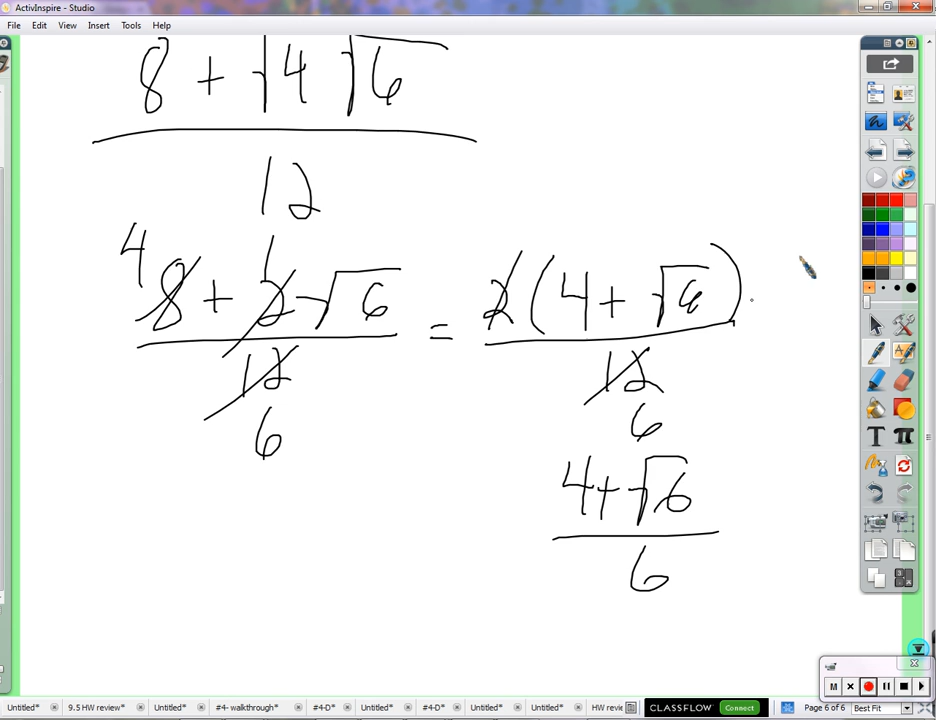 ActivInspire - Studio
File Edit View Insert Tools Help
8 + √4 √6
12
4 1
8 + 2√6 = 2(4 + √6)
12 12
6 6
4 + √6
6
M
Untitled* 9.5 HW review* Untitled* Untitled* #4- walkthrough* #4-D* Untitled* #4-D* Untitled* Untitled* HW revie CLASSFLOW Connect Page 6 of 6 Best Fit